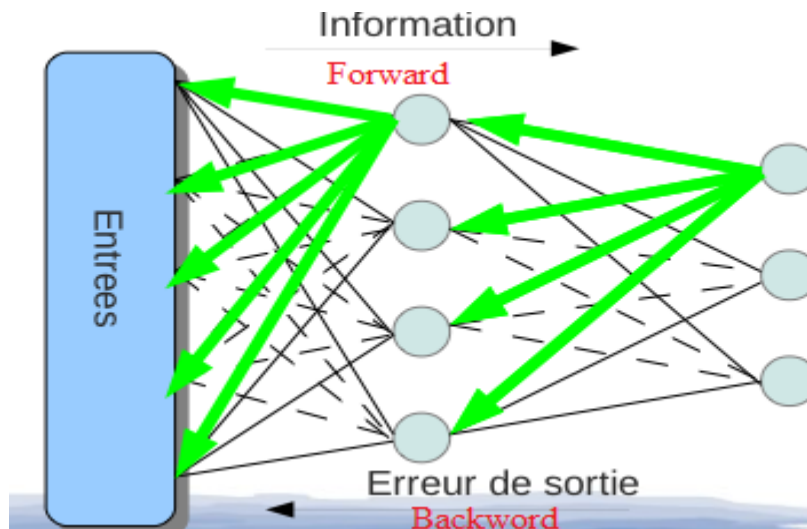 Information
Forward
Entrees
Erreur de sortie
Backword